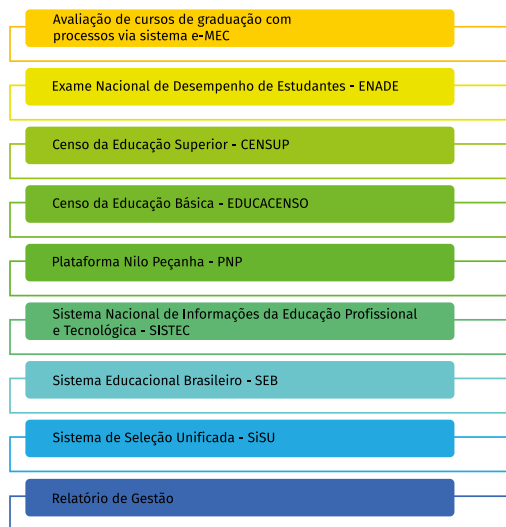 Avaliação de cursos de graduação com
processos via sistema e-MEC
Exame Nacional de Desempenho de Estudantes - ENADE
Censo da Educação Superior - CENSUP
Censo da Educação Básica - EDUCACENSO
Plataforma Nilo Peçanha - PNP
Sistema Nacional de Informações da Educação Profissional
e Tecnológica - SISTEC
Sistema Educacional Brasileiro - SEB
Sistema de Seleção Unificada - SiSU
Relatório de Gestão